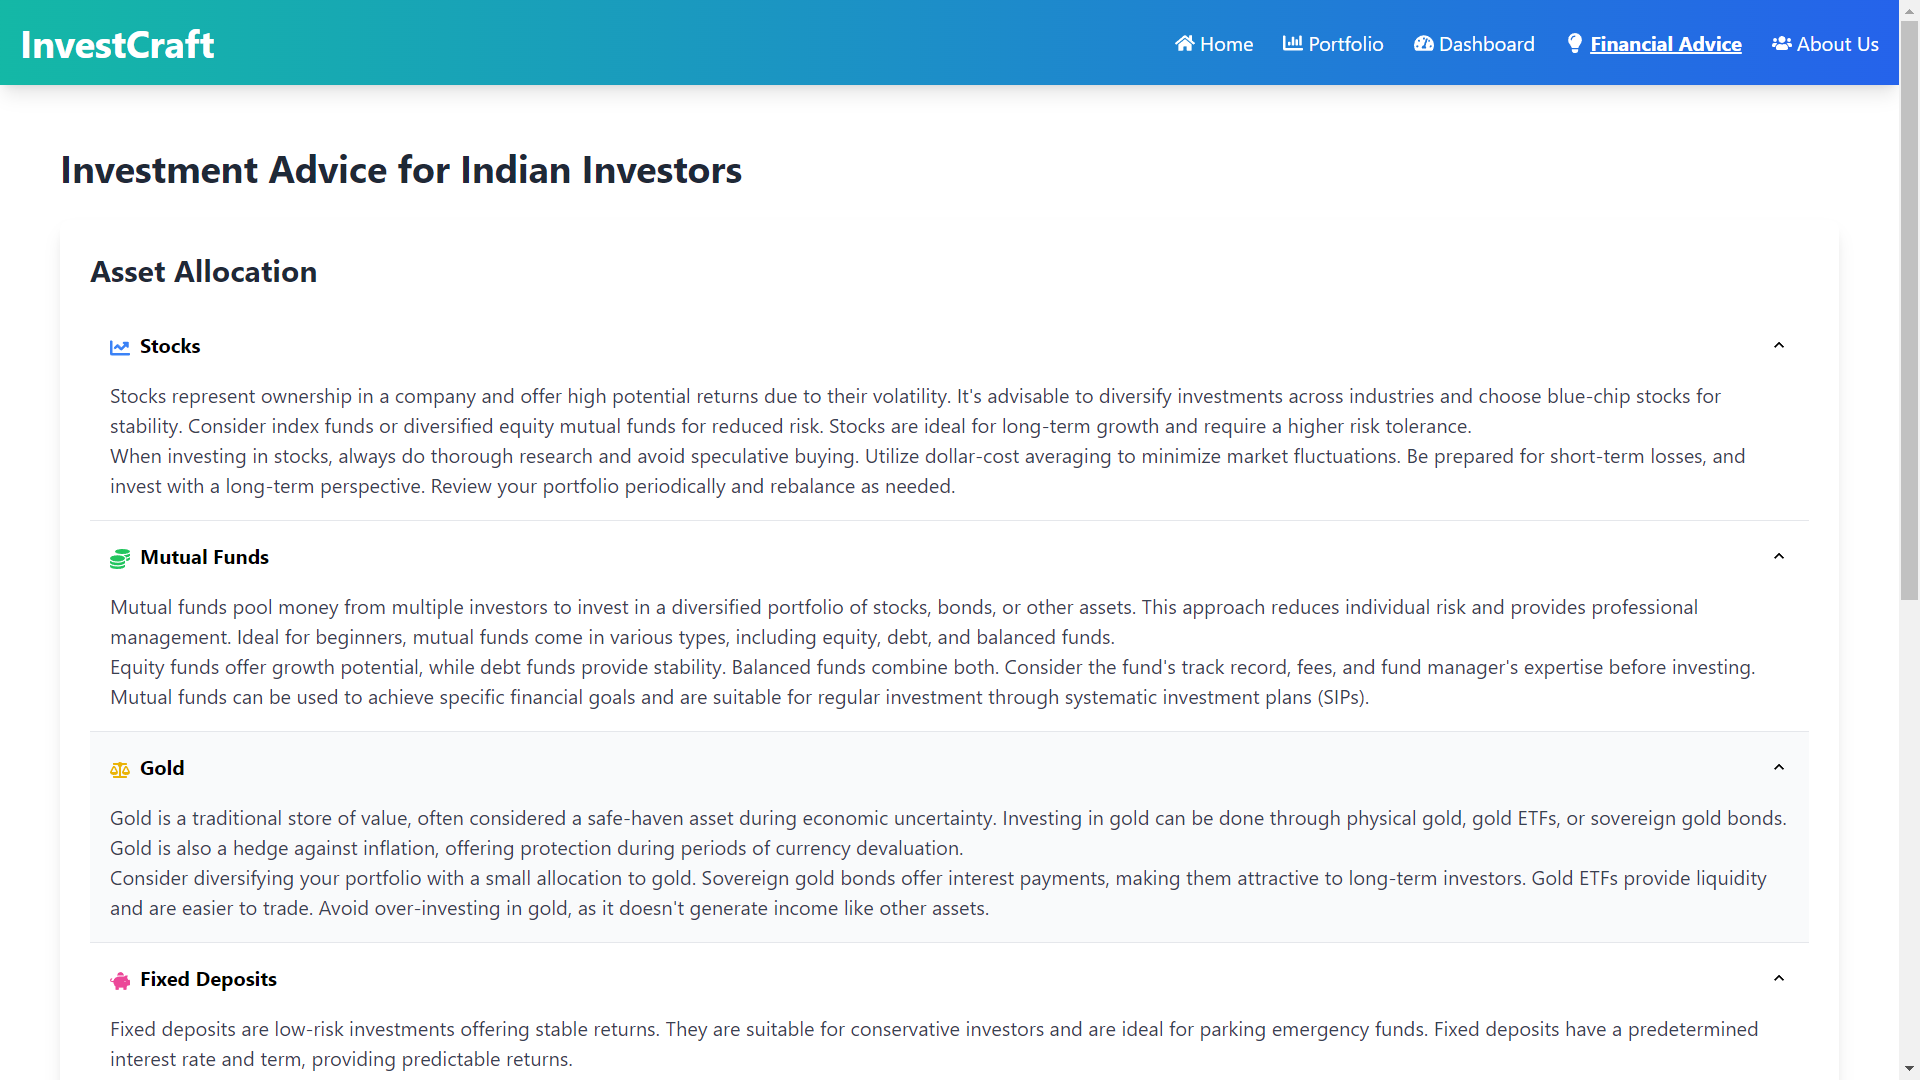 InvestCraft
Home Portfolio Dashboard Financial Advice About Us
Investment Advice for Indian Investors
Asset Allocation
Stocks
Stocks represent ownership in a company and offer high potential returns due to their volatility. It's advisable to diversify investments across industries and choose blue-chip stocks for
stability. Consider index funds or diversified equity mutual funds for reduced risk. Stocks are ideal for long-term growth and require a higher risk tolerance.
When investing in stocks, always do thorough research and avoid speculative buying. Utilize dollar-cost averaging to minimize market fluctuations. Be prepared for short-term losses, and
invest with a long-term perspective. Review your portfolio periodically and rebalance as needed.
Mutual Funds
Mutual funds pool money from multiple investors to invest in a diversified portfolio of stocks, bonds, or other assets. This approach reduces individual risk and provides professional
management. Ideal for beginners, mutual funds come in various types, including equity, debt, and balanced funds.
Equity funds offer growth potential, while debt funds provide stability. Balanced funds combine both. Consider the fund's track record, fees, and fund manager's expertise before investing.
Mutual funds can be used to achieve specific financial goals and are suitable for regular investment through systematic investment plans (SIPs).
Gold
Gold is a traditional store of value, often considered a safe-haven asset during economic uncertainty. Investing in gold can be done through physical gold, gold ETFs, or sovereign gold bonds.
Gold is also a hedge against inflation, offering protection during periods of currency devaluation.
Consider diversifying your portfolio with a small allocation to gold. Sovereign gold bonds offer interest payments, making them attractive to long-term investors. Gold ETFs provide liquidity
and are easier to trade. Avoid over-investing in gold, as it doesn't generate income like other assets.
Fixed Deposits
Fixed deposits are low-risk investments offering stable returns. They are suitable for conservative investors and are ideal for parking emergency funds. Fixed deposits have a predetermined
interest rate and term, providing predictable returns.